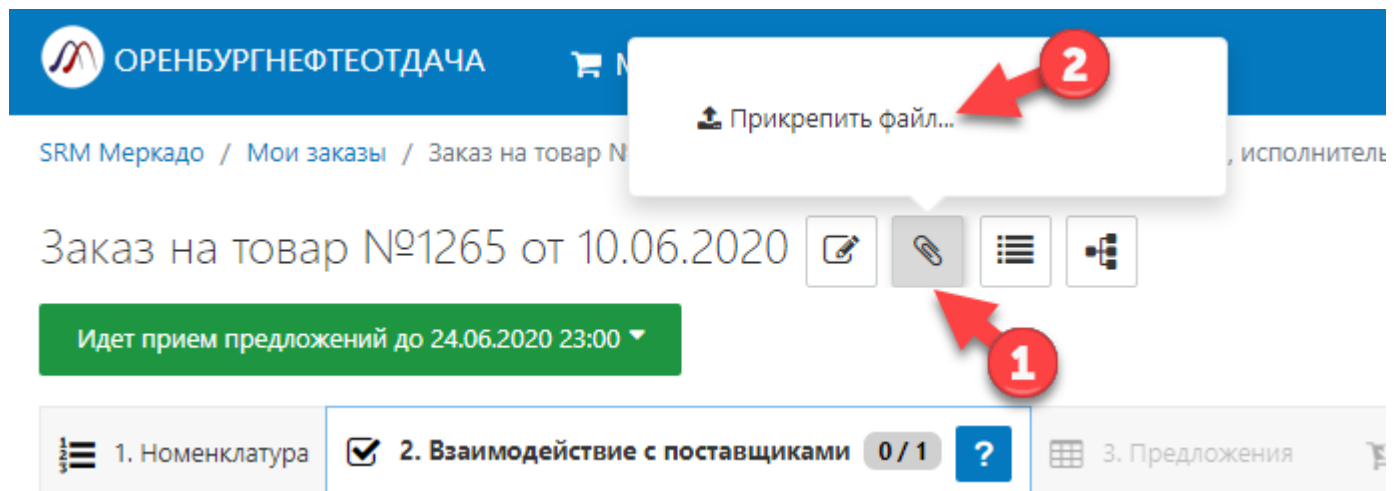 ОРЕНБУРГНЕФТЕОТДАЧА
2
Прикрепить файл...
SRM Меркадо / Мои заказы / Заказ на товар , исполнитель
Заказ на товар №1265 от 10.06.2020
Идет прием предложений до 24.06.2020 23:00
1
1. Номенклатура 2. Взаимодействие с поставщиками 0 / 1 ? 3. Предложения